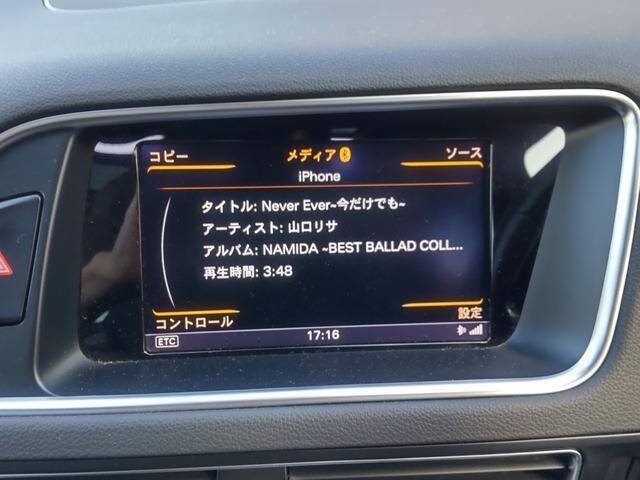 コピー メディア ソース
iPhone
タイトル: Never Ever~今だけでも~
アーティスト: 山口リサ
アルバム: NAMIDA ~BEST BALLAD COLL...
再生時間: 3:48
コントロール 設定
ETC 17:16